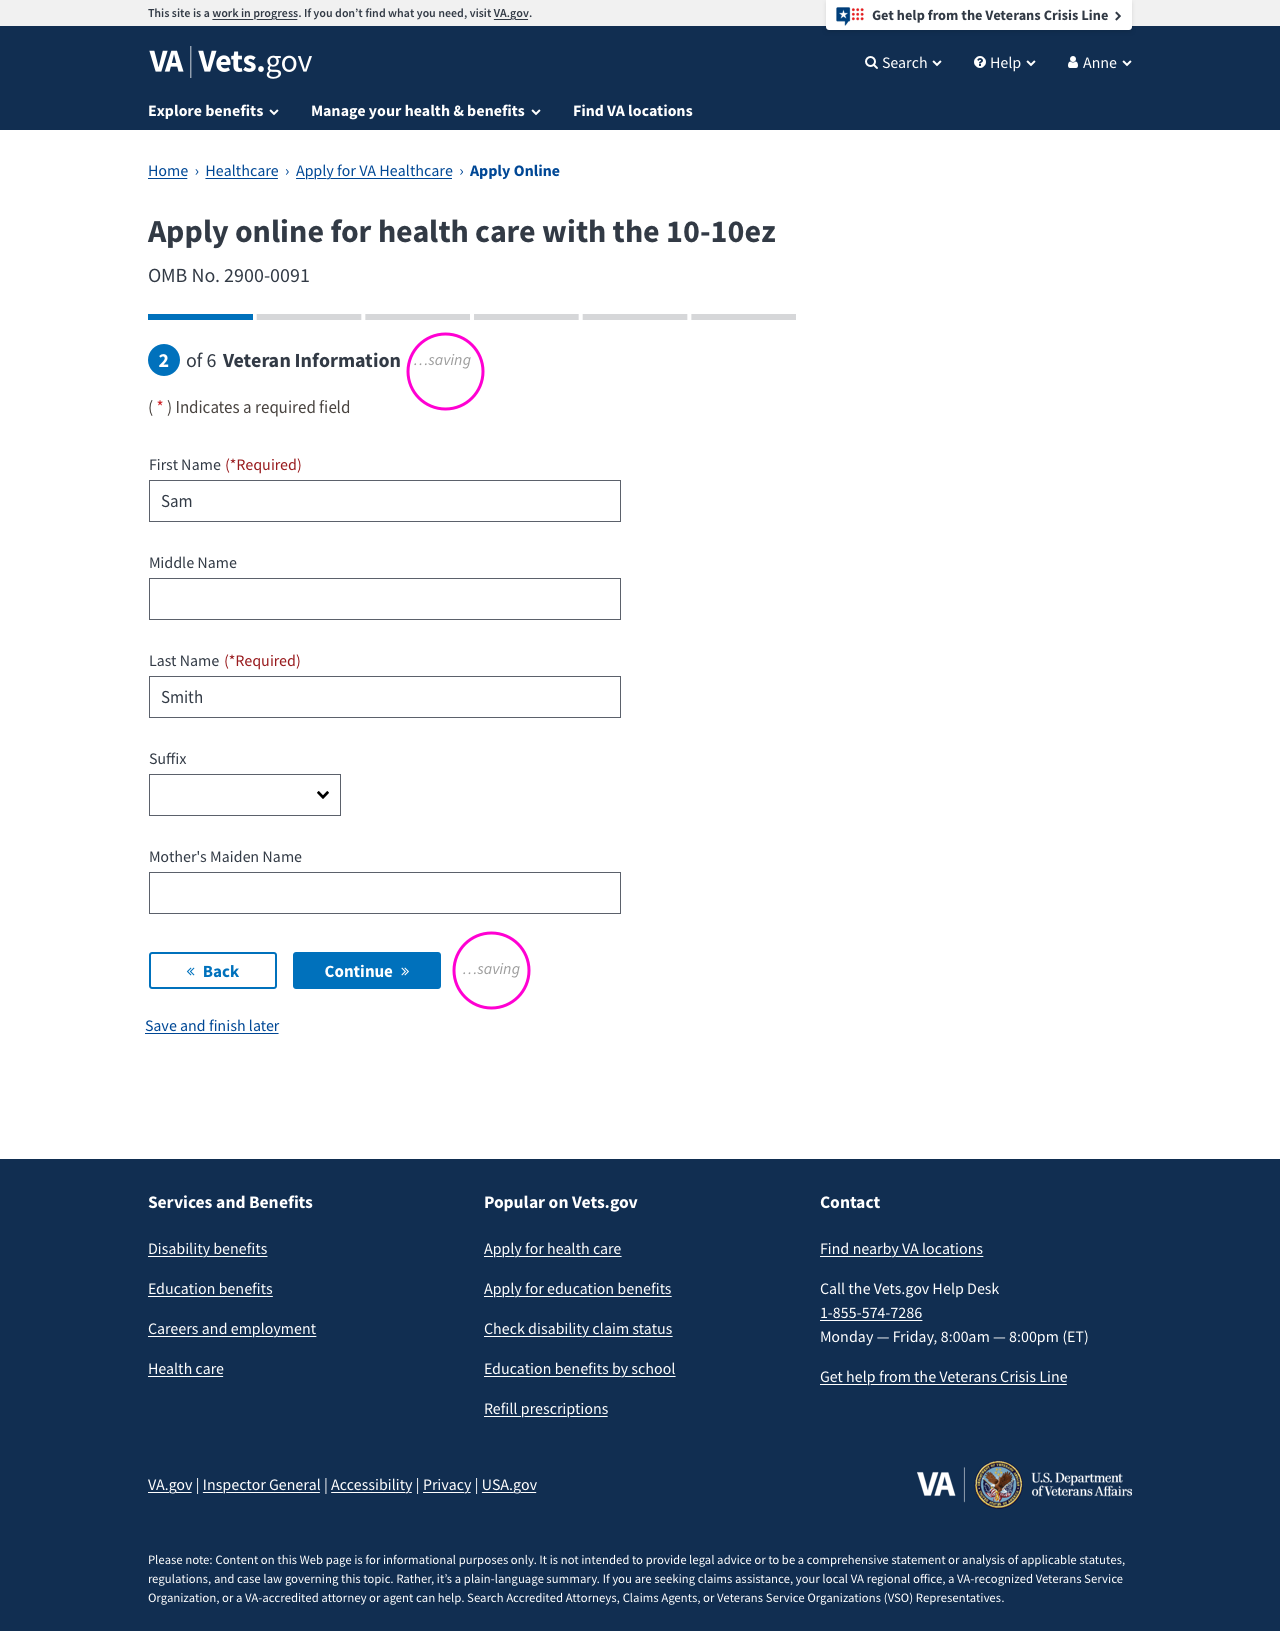 This site is a work in progress. If you don’t find what you need, visit VA.gov.
Get help from the Veterans Crisis Line
VA Vets.gov
Search
Help
Anne
Explore benefits
Manage your health & benefits
Find VA locations
Home › Healthcare › Apply for VA Healthcare › Apply Online
Apply online for health care with the 10-10ez
OMB No. 2900-0091
2 of 6 Veteran Information …saving
( * ) Indicates a required field
First Name (*Required)
Sam
Middle Name
Last Name (*Required)
Smith
Suffix
Mother's Maiden Name
« Back
Continue »
…saving
Save and finish later
Services and Benefits
Disability benefits
Education benefits
Careers and employment
Health care
Popular on Vets.gov
Apply for health care
Apply for education benefits
Check disability claim status
Education benefits by school
Refill prescriptions
Contact
Find nearby VA locations
Call the Vets.gov Help Desk
1-855-574-7286
Monday — Friday, 8:00am — 8:00pm (ET)
Get help from the Veterans Crisis Line
VA.gov | Inspector General | Accessibility | Privacy | USA.gov
VA
U.S. Department
of Veterans Affairs
Please note: Content on this Web page is for informational purposes only. It is not intended to provide legal advice or to be a comprehensive statement or analysis of applicable statutes,
regulations, and case law governing this topic. Rather, it’s a plain-language summary. If you are seeking claims assistance, your local VA regional office, a VA-recognized Veterans Service
Organization, or a VA-accredited attorney or agent can help. Search Accredited Attorneys, Claims Agents, or Veterans Service Organizations (VSO) Representatives.